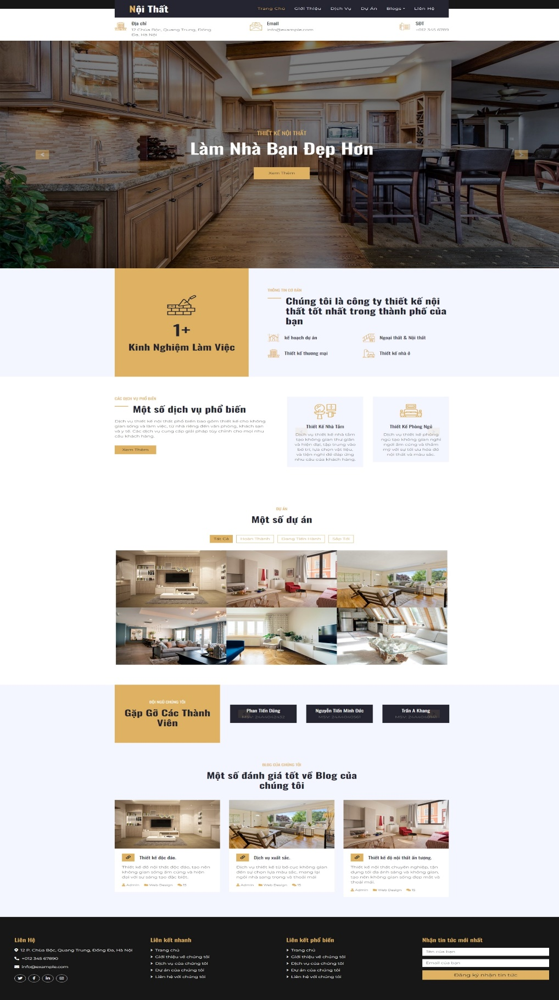 Nội Thất
Trang Chủ Giới Thiệu Dịch Vụ Dự Án Blogs Liên Hệ
Địa chỉ
12 Chùa Bộc, Quang Trung, Đống
Đa, Hà Nội
Email
info@example.com
SĐT
+012 345 6789
THIẾT KẾ NỘI THẤT
Làm Nhà Bạn Đẹp Hơn
Xem Thêm
1+
Kinh Nghiệm Làm Việc
THÔNG TIN CƠ BẢN
Chúng tôi là công ty thiết kế nội
thất tốt nhất trong thành phố của
bạn
kế hoạch dự án
Ngoại thất & Nội thất
Thiết kế thương mại
Thiết kế nhà ở
CÁC DỊCH VỤ PHỔ BIẾN
Một số dịch vụ phổ biến
Dịch vụ thiết kế nội thất phổ biến bao gồm thiết kế cho không
gian sống và làm việc, từ nhà riêng đến văn phòng, khách sạn
và y tế. Các dịch vụ cung cấp giải pháp tùy chỉnh cho mọi nhu
cầu khách hàng.
Xem Thêm
Thiết Kế Nhà Tắm
Dịch vụ thiết kế nhà tắm
tạo không gian thư giãn
và hiện đại, tập trung vào
bố trí, lựa chọn vật liệu,
và tiện nghi để đáp ứng
nhu cầu của khách hàng.
Thiết Kế Phòng Ngủ
Dịch vụ thiết kế phòng
ngủ tạo không gian nghỉ
ngơi ấm cúng và thẩm
mỹ với sự tối ưu hóa đồ
nội thất và màu sắc.
DỰ ÁN
Một số dự án
Tất Cả Hoàn Thành Đang Tiến Hành Sắp Tới
ĐỘI NGŨ CHÚNG TÔI
Gặp Gỡ Các Thành
Viên
Phan Tiến Dũng
MSV: 24A4042432
Nguyễn Tiến Minh Đức
MSV: 24A4040561
Trần A Khang
MSV: 24A4040141
BLOG CỦA CHÚNG TÔI
Một số đánh giá tốt về Blog của
chúng tôi
Thiết kế độc đáo.
Thiết kế đồ nội thất độc đáo, tạo nên
không gian sống ấm cúng và hiện
đại với sự sáng tạo đặc biệt.
Admin Web Design 15
Dịch vụ xuất sắc.
Dịch vụ thiết kế từ bố cục không gian
đến sự chọn lựa màu sắc, mang lại
ngôi nhà sang trọng và thoải mái
Admin Web Design 15
Thiết kế độ nội thất ấn tượng.
Thiết kế nội thất chuyên nghiệp, tận
dụng tối đa ánh sáng và không gian,
tạo nên không gian sống đẹp mắt và
thoải mái.
Admin Web Design 15
Liên Hệ
12 P. Chùa Bộc, Quang Trung, Đống Đa, Hà Nội
+012 345 67890
info@example.com
Liên kết nhanh
Trang chủ
Giới thiệu về chúng tôi
Dịch vụ của chúng tôi
Dự án của chúng tôi
Liên hệ với chúng tôi
Liên kết phổ biến
Trang chủ
Giới thiệu về chúng tôi
Dịch vụ của chúng tôi
Dự án của chúng tôi
Liên hệ với chúng tôi
Nhận tin tức mới nhất
Tên của bạn
Email của bạn
Đăng ký nhận tin tức